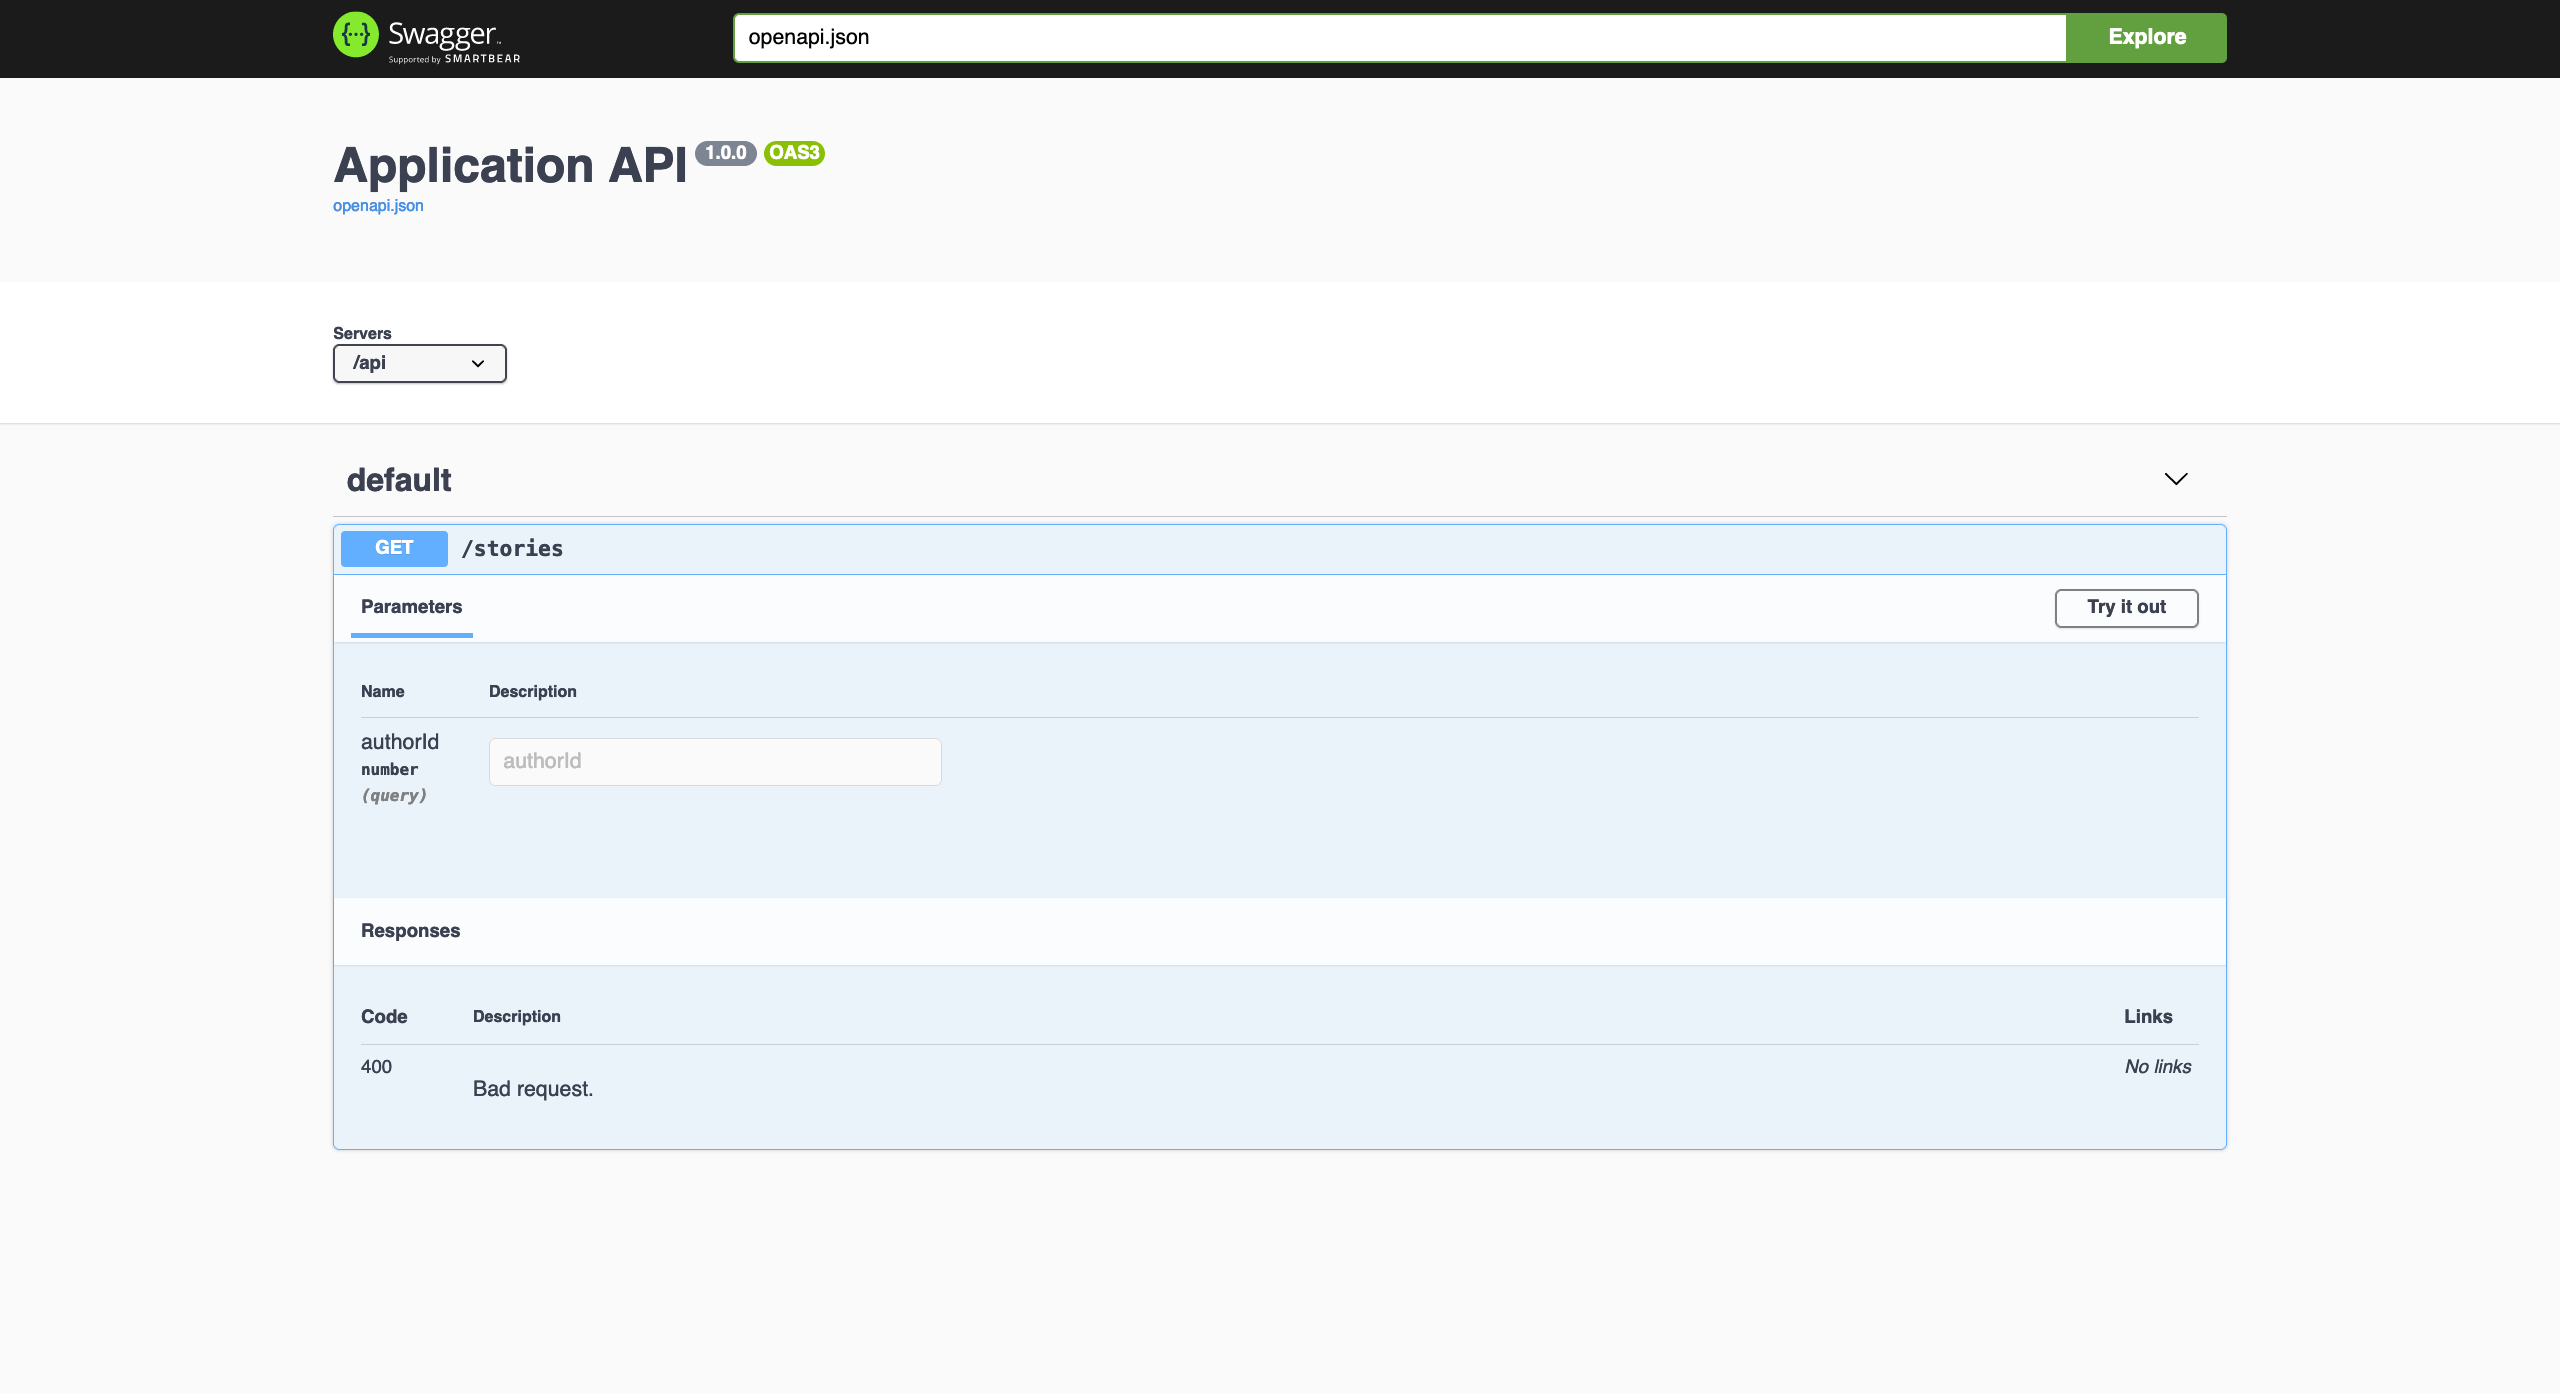 Swagger™
Supported by SMARTBEAR
openapi.json
Explore
Application API 1.0.0 OAS3
openapi.json
Servers
/api
default
GET /stories
Parameters
Try it out
Name Description
authorId
number
(query)
authorId
Responses
Code Description Links
400 No links
Bad request.